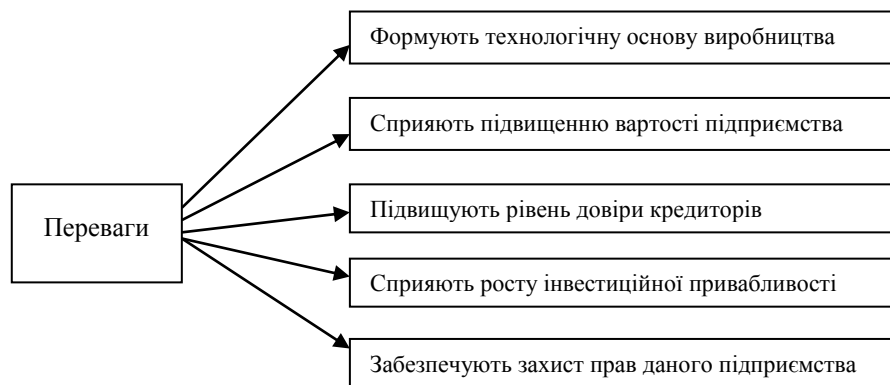 Формують технологічну основу виробництва
Сприяють підвищенню вартості підприємства
Переваги
Підвищують рівень довіри кредиторів
Сприяють росту інвестиційної привабливості
Забезпечують захист прав даного підприємства